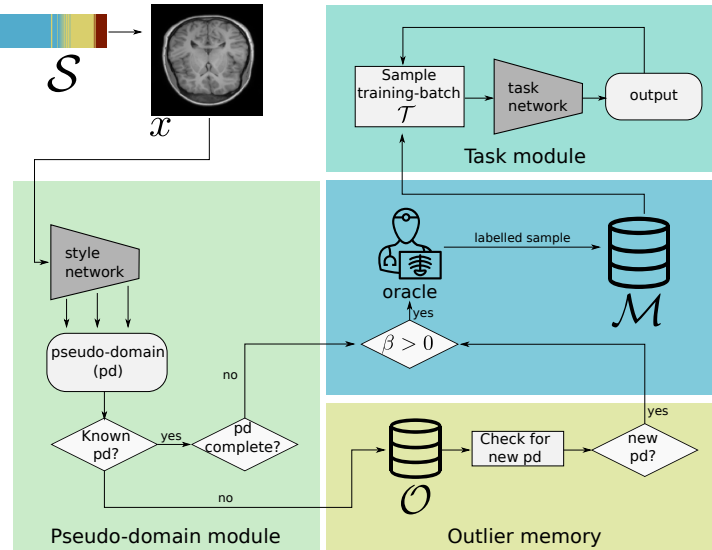 𝒮
x
Sample
training-batch
𝒯
task
network
output
Task module
style
network
pseudo-domain
(pd)
Known
pd?
yes
pd
complete?
no
no
Pseudo-domain module
oracle
labelled sample
ℳ
yes
β > 0
𝒪
Check for
new pd
new
pd?
yes
Outlier memory